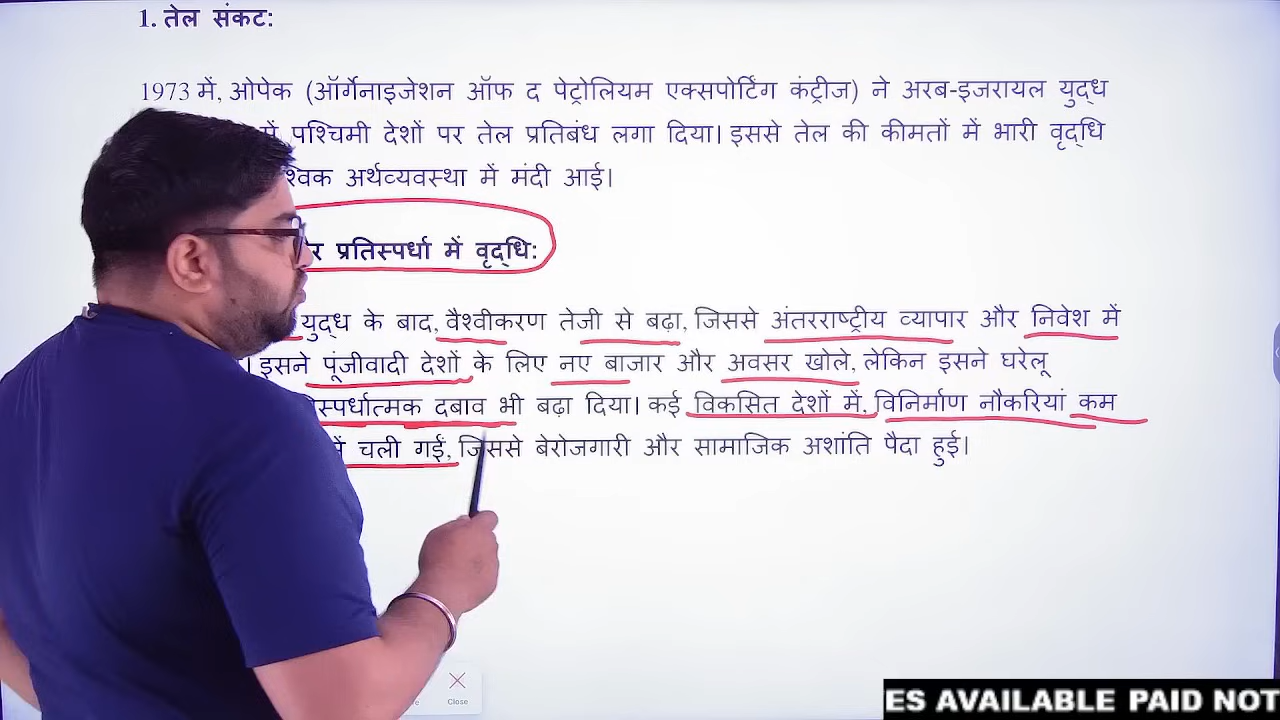 1. तेल संकट:
1973 में, ओपेक (ऑर्गेनाइजेशन ऑफ द पेट्रोलियम एक्सपोर्टिंग कंट्रीज) ने अरब-इजरायल युद्ध
में पश्चिमी देशों पर तेल प्रतिबंध लगा दिया। इससे तेल की कीमतों में भारी वृद्धि
अर्थव्यवस्था में मंदी आई।
प्रतिस्पर्धा में वृद्धि:
युद्ध के बाद, वैश्वीकरण तेजी से बढ़ा, जिससे अंतरराष्ट्रीय व्यापार और निवेश में
। इसने पूंजीवादी देशों के लिए नए बाजार और अवसर खोले, लेकिन इसने घरेलू
दबाव भी बढ़ा दिया। कई विकसित देशों में, विनिर्माण नौकरियां कम
चली गईं, जिससे बेरोजगारी और सामाजिक अशांति पैदा हुई।
Close
ES AVAILABLE PAID NOT